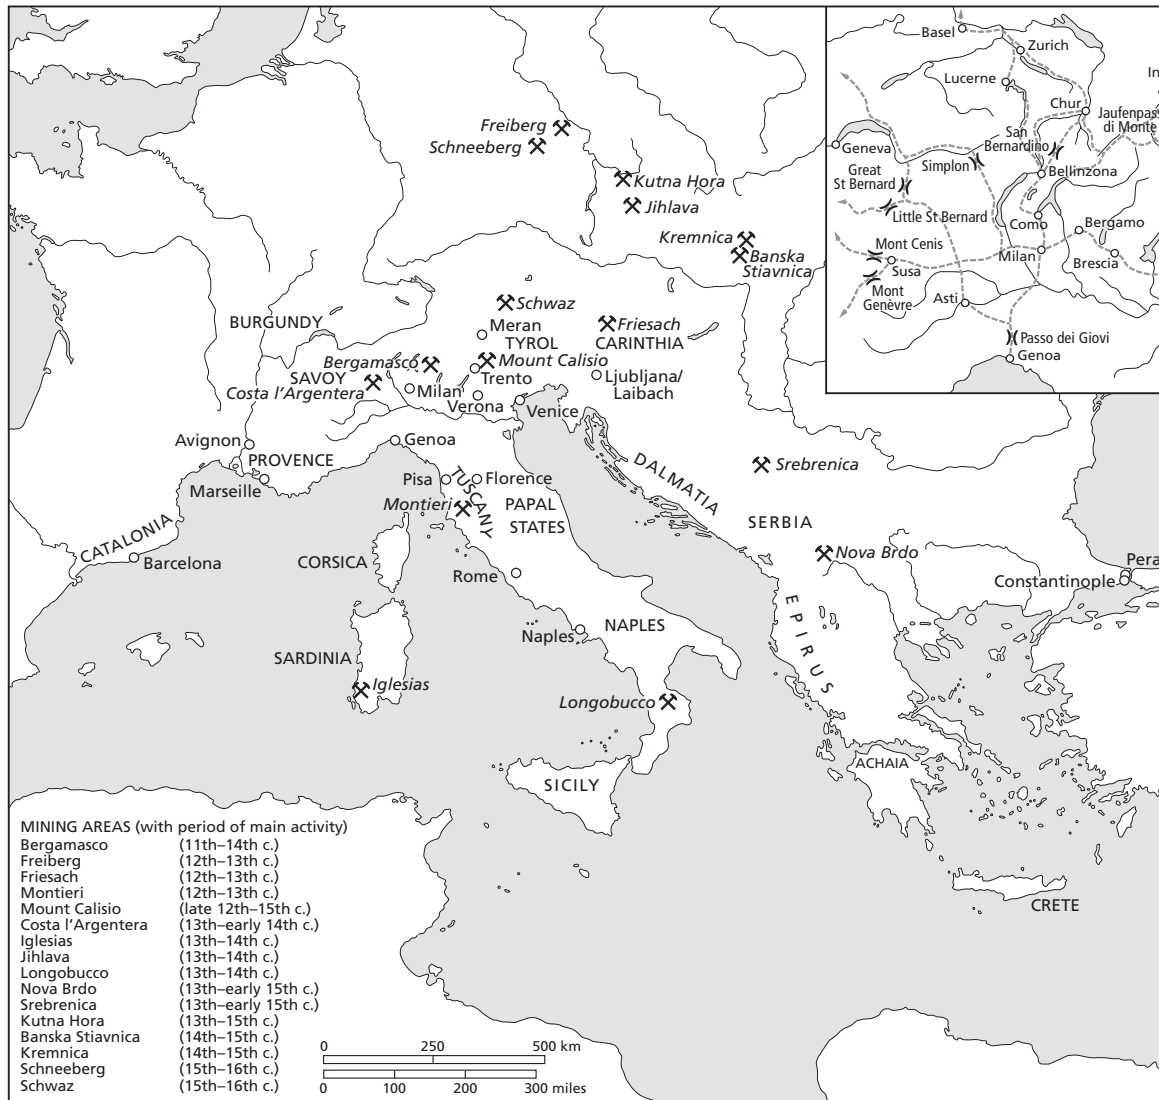 Freiberg
Schneeberg
Kutna Hora
Jihlava
Kremnica
Banska
Stiavnica
Schwaz
BURGUNDY
Meran
TYROL
Friesach
CARINTHIA
Bergamasco
Mount Calisio
SAVOY
Trento
Costa l'Argentera
Milan
Ljubljana/
Laibach
Verona
Venice
Avignon
Genoa
PROVENCE
Marseille
Pisa
Florence
TUSCANY
DALMATIA
Srebrenica
Montieri
PAPAL
STATES
SERBIA
CATALONIA
Barcelona
CORSICA
Nova Brdo
Pera
Rome
Constantinople
EPIRUS
Naples
NAPLES
SARDINIA
Iglesias
Longobucco
ACHAIA
SICILY
CRETE
Basel
Zurich
Lucerne
In
Chur
Jaufenpass
di Monte
San
Bernardino
Geneva
Simplon
Great
St Bernard
Bellinzona
Little St Bernard
Como
Bergamo
Mont Cenis
Milan
Brescia
Susa
Mont
Genèvre
Asti
Passo dei Giovi
Genoa
MINING AREAS (with period of main activity)
Bergamasco (11th–14th c.)
Freiberg (12th–13th c.)
Friesach (12th–13th c.)
Montieri (12th–13th c.)
Mount Calisio (late 12th–15th c.)
Costa l'Argentera (13th–early 14th c.)
Iglesias (13th–14th c.)
Jihlava (13th–14th c.)
Longobucco (13th–14th c.)
Nova Brdo (13th–early 15th c.)
Srebrenica (13th–early 15th c.)
Kutna Hora (13th–15th c.)
Banska Stiavnica (14th–15th c.)
Kremnica (14th–15th c.)
Schneeberg (15th–16th c.)
Schwaz (15th–16th c.)
0 250 500 km
0 100 200 300 miles